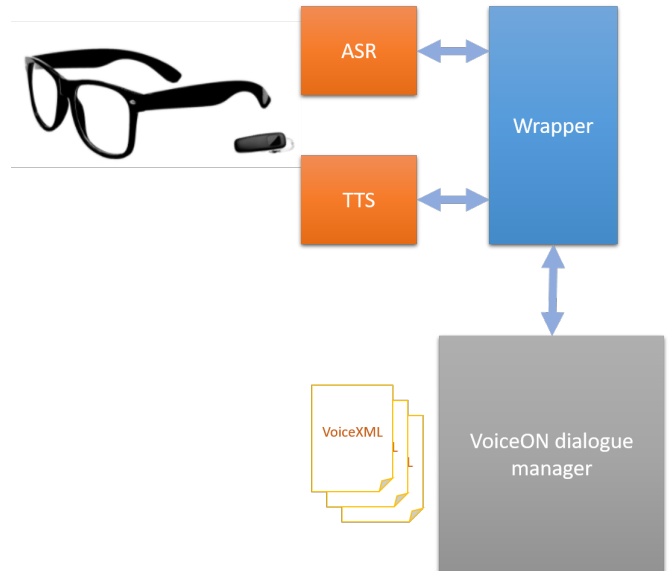 ASR
Wrapper
TTS
VoiceXML
L
L
VoiceON dialogue
manager